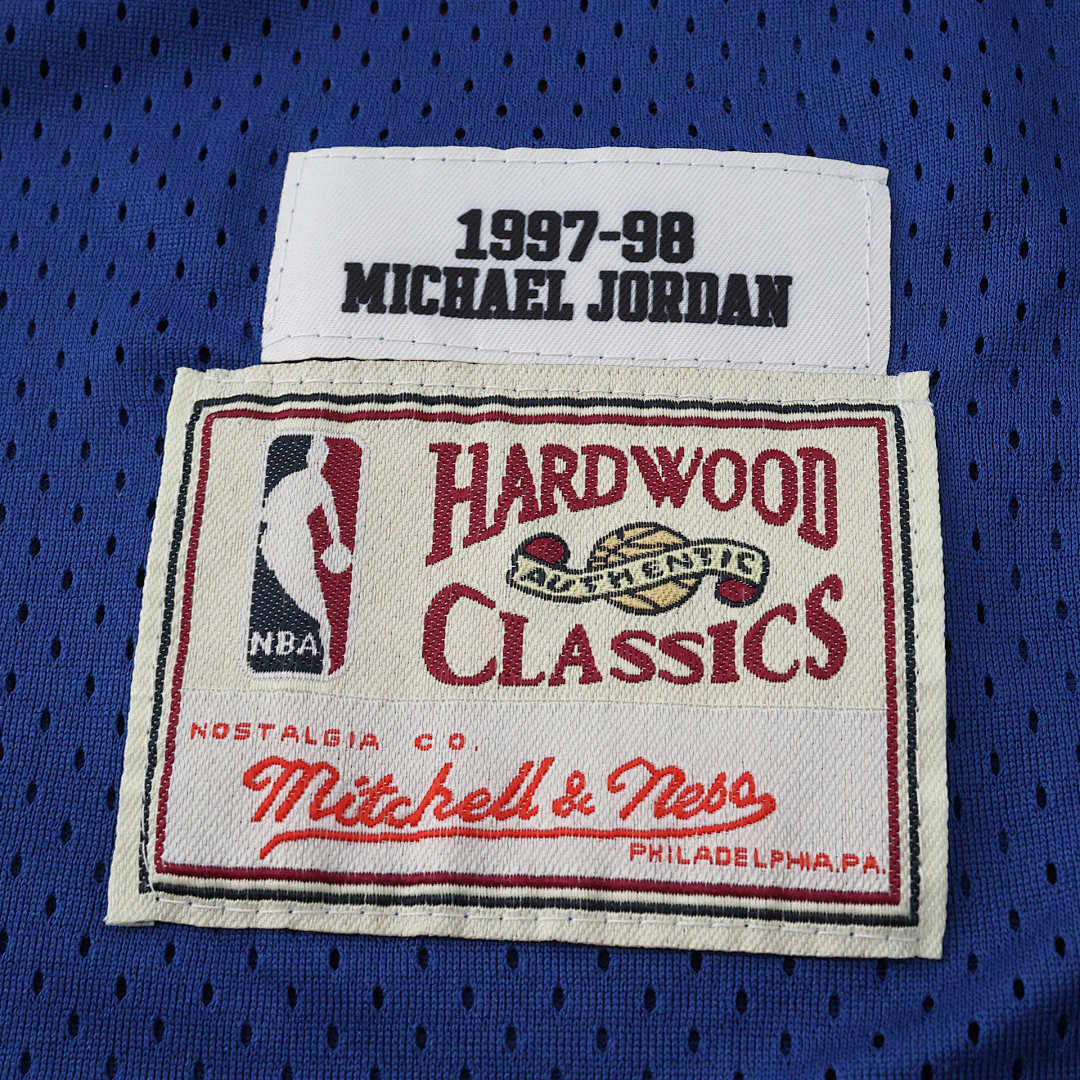 1997-98
MICHAEL JORDAN
NBA
HARDWOOD
AUTHENTIC
CLASSICS
NOSTALGIA CO.
Mitchell & Ness
PHILADELPHIA, PA.